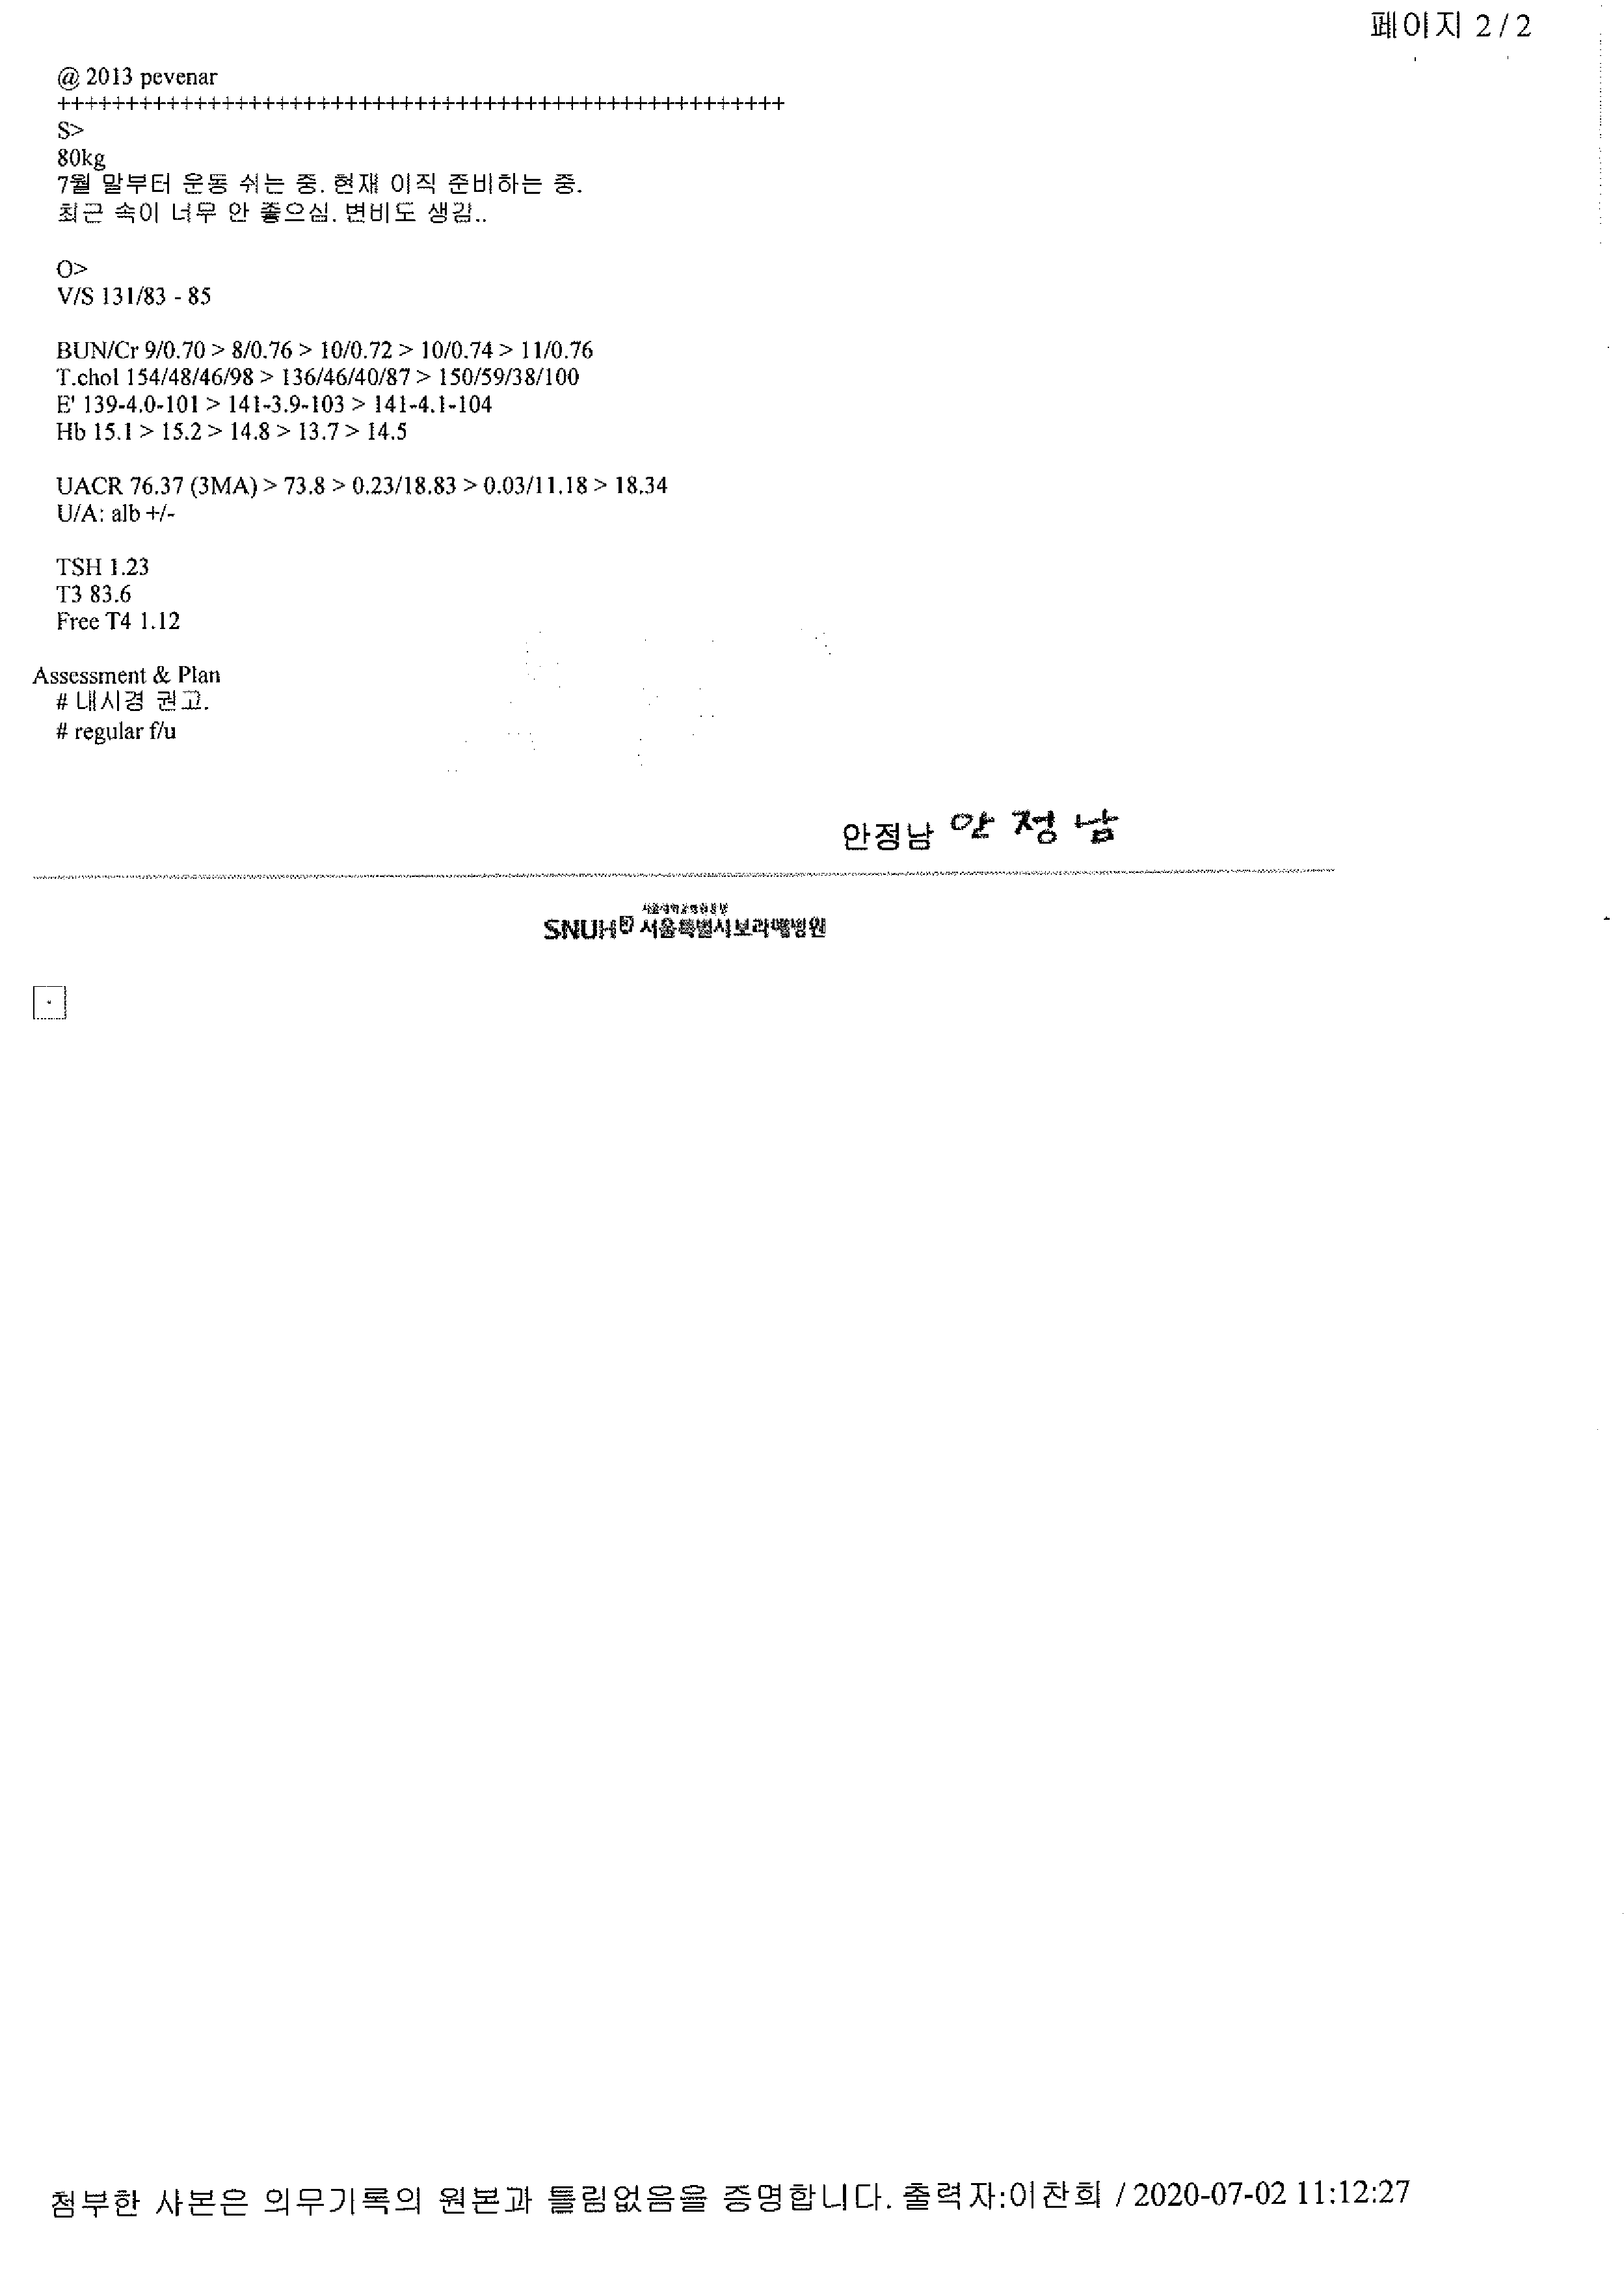 페이지 2 / 2
@ 2013 pevenar
+++++++++++++++++++++++++++++++++++++++++++++++++++++
S>
80kg
7월 말부터 운동 쉬는 중. 현재 이직 준비하는 중.
최근 속이 너무 안 좋으심. 변비도 생김..
O>
V/S 131/83 - 85
BUN/Cr 9/0.70 > 8/0.76 > 10/0.72 > 10/0.74 > 11/0.76
T.chol 154/48/46/98 > 136/46/40/87 > 150/59/38/100
E' 139-4.0-101 > 141-3.9-103 > 141-4.1-104
Hb 15.1 > 15.2 > 14.8 > 13.7 > 14.5
UACR 76.37 (3MA) > 73.8 > 0.23/18.83 > 0.03/11.18 > 18.34
U/A: alb +/-
TSH 1.23
T3 83.6
Free T4 1.12
Assessment & Plan
# 내시경 권고.
# regular f/u
안정남 안정남
서울대학교병원운영
SNUH 서울특별시보라매병원
첨부한 사본은 의무기록의 원본과 틀림없음을 증명합니다. 출력자:이찬희 / 2020-07-02 11:12:27